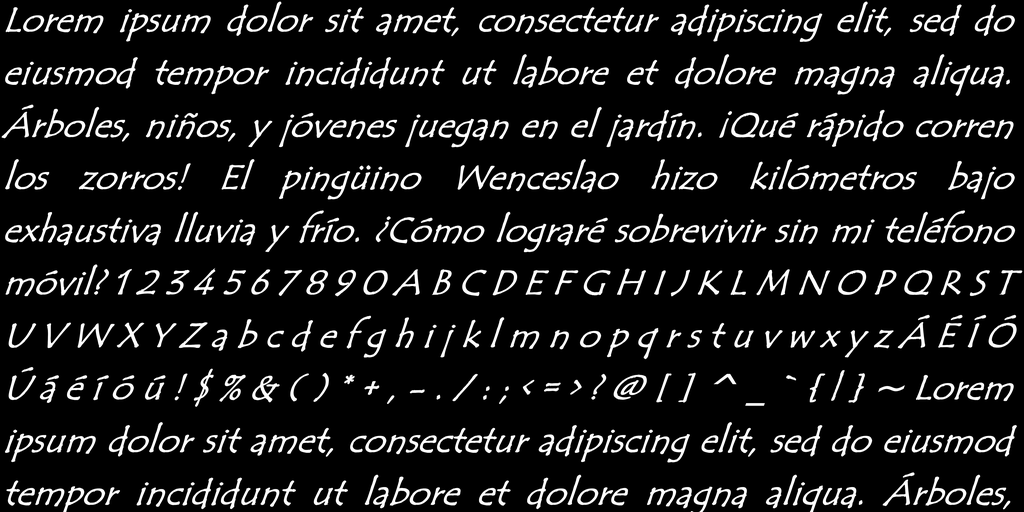 Lorem ipsum dolor sit amet, consectetur adipiscing elit, sed do
eiusmod tempor incididunt ut labore et dolore magna aliqua.
Árboles, niños, y jóvenes juegan en el jardín. ¡Qué rápido corren
los zorros! El pingüino Wenceslao hizo kilómetros bajo
exhaustiva lluvia y frío. ¿Cómo lograré sobrevivir sin mi teléfono
móvil? 1 2 3 4 5 6 7 8 9 0 A B C D E F G H I J K L M N O P Q R S T
U V W X Y Z a b c d e f g h i j k l m n o p q r s t u v w x y z Á É Í Ó
Ú á é í ó ú ! $ % & ( ) * + , - . / : ; < = > ? @ [ ] ^ _ ` { | } ~ Lorem
ipsum dolor sit amet, consectetur adipiscing elit, sed do eiusmod
tempor incididunt ut labore et dolore magna aliqua. Árboles,